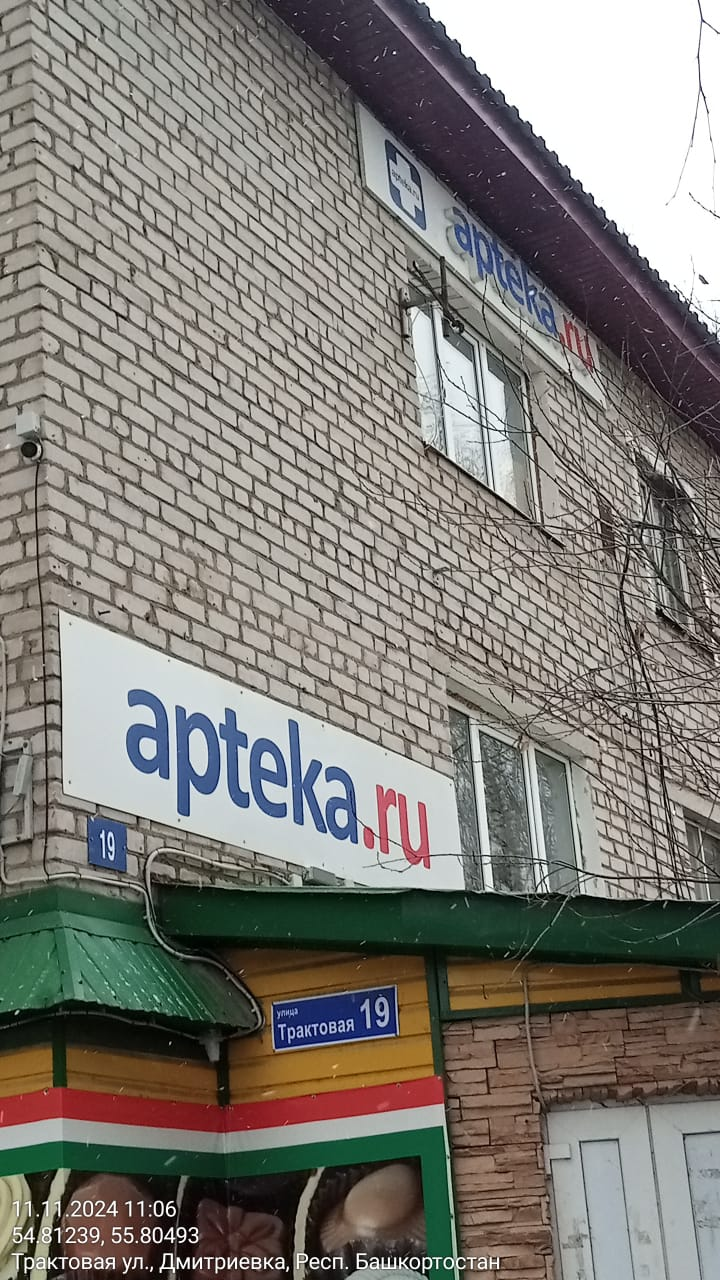 apteka.ru
apteka.ru
apteka.ru
19
улица
Трактовая 19
11.11.2024 11:06
54.81239, 55.80493
Трактовая ул., Дмитриевка, Респ. Башкортостан